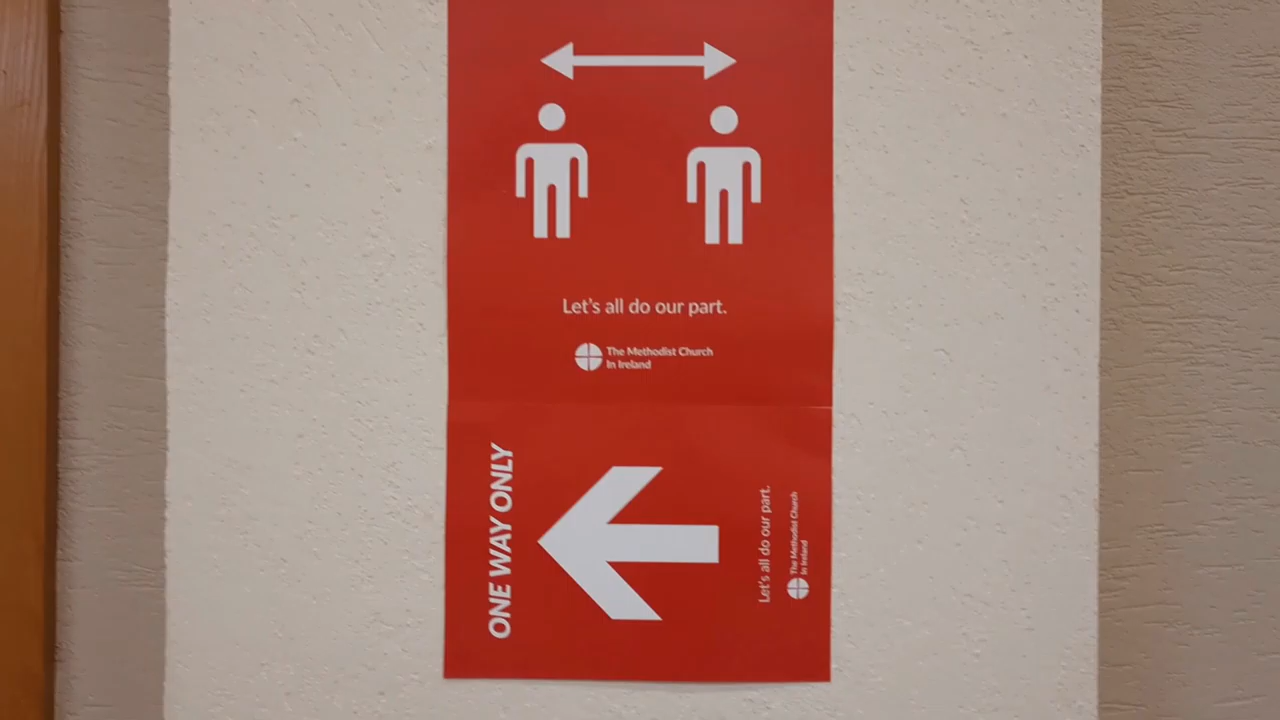 Let's all do our part.
The Methodist Church
In Ireland
ONE WAY ONLY
Let's all do our part.
The Methodist Church
In Ireland